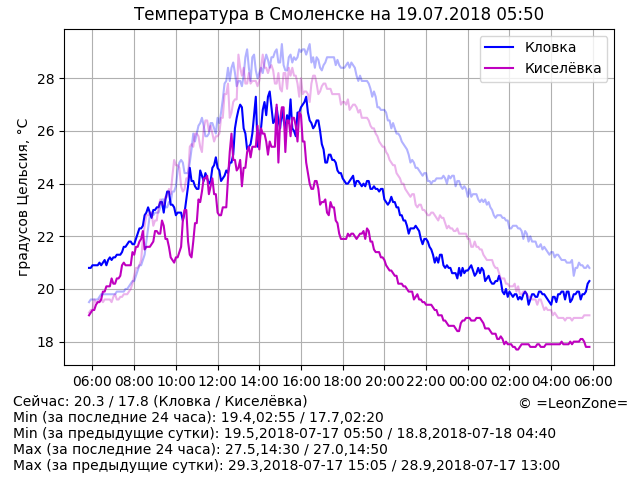 Температура в Смоленске на 19.07.2018 05:50
Кловка
Киселёвка
градусов Цельсия, °C
28
26
24
22
20
18
06:00 08:00 10:00 12:00 14:00 16:00 18:00 20:00 22:00 00:00 02:00 04:00 06:00
Сейчас: 20.3 / 17.8 (Кловка / Киселёвка)
© =LeonZone=
Min (за последние 24 часа): 19.4,02:55 / 17.7,02:20
Min (за предыдущие сутки): 19.5,2018-07-17 05:50 / 18.8,2018-07-18 04:40
Max (за последние 24 часа): 27.5,14:30 / 27.0,14:50
Max (за предыдущие сутки): 29.3,2018-07-17 15:05 / 28.9,2018-07-17 13:00